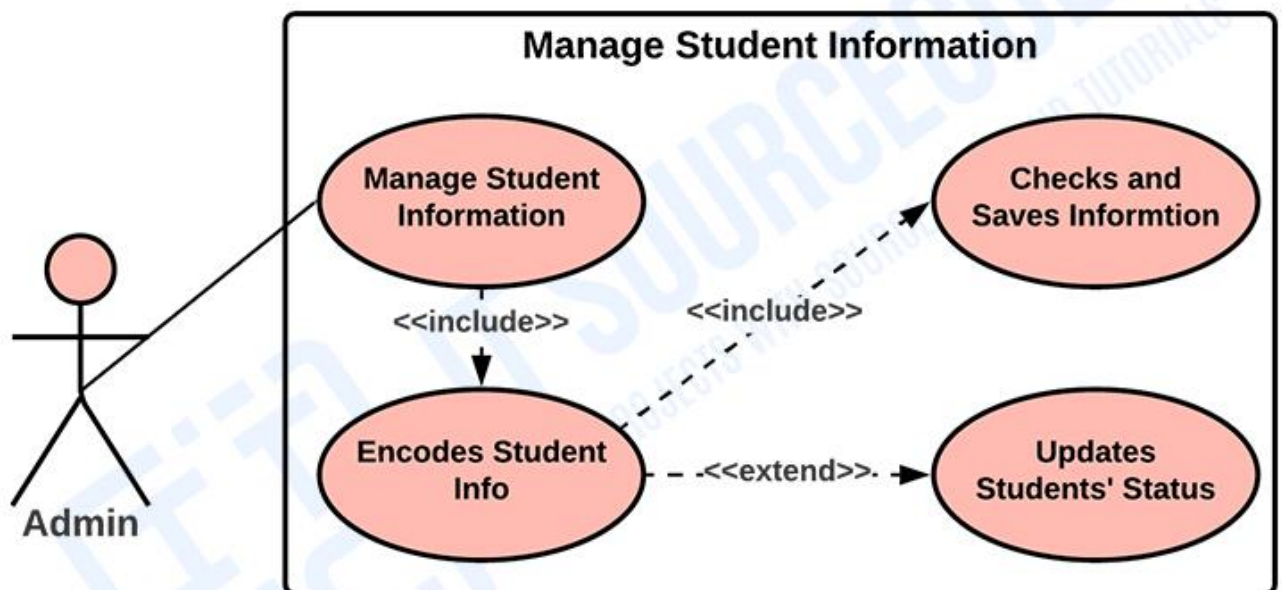 Manage Student Information
Manage Student
Information
Checks and
Saves Informtion
<<include>>
<<include>>
Encodes Student
Info
<<extend>>
Updates
Students' Status
Admin